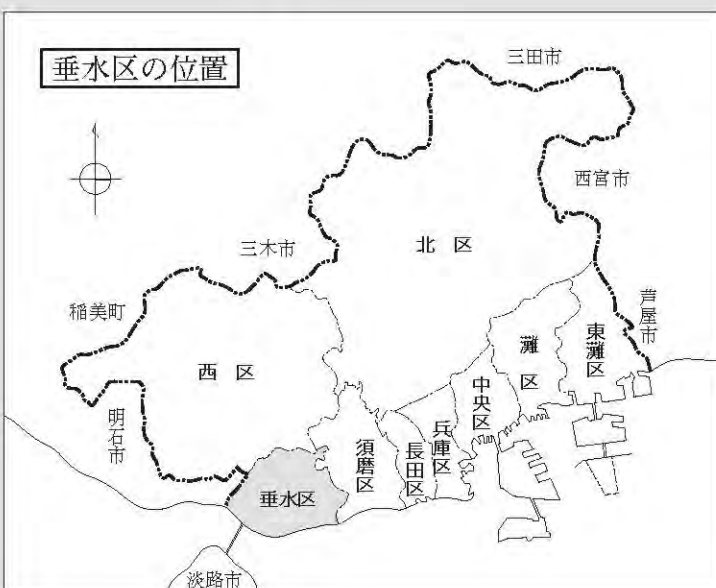 垂水区の位置
三田市
西宮市
北 区
三木市
稲美町
芦屋市
東灘区
灘区
西 区
中央区
兵庫区
長田区
須磨区
明石市
垂水区
淡路市